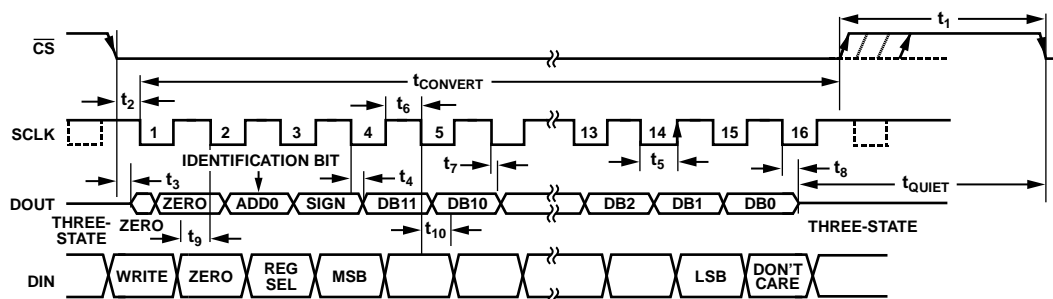 t1
CS
tCONVERT
t2
t6
SCLK
1 2 3 4 5 13 14 15 16
IDENTIFICATION BIT
t3
t4
t7
t5
t8
tQUIET
DOUT
ZERO ADD0 SIGN DB11 DB10 DB2 DB1 DB0
THREE-
STATE
ZERO
THREE-STATE
t9
t10
DIN
WRITE ZERO REG
SEL MSB LSB DON'T
CARE